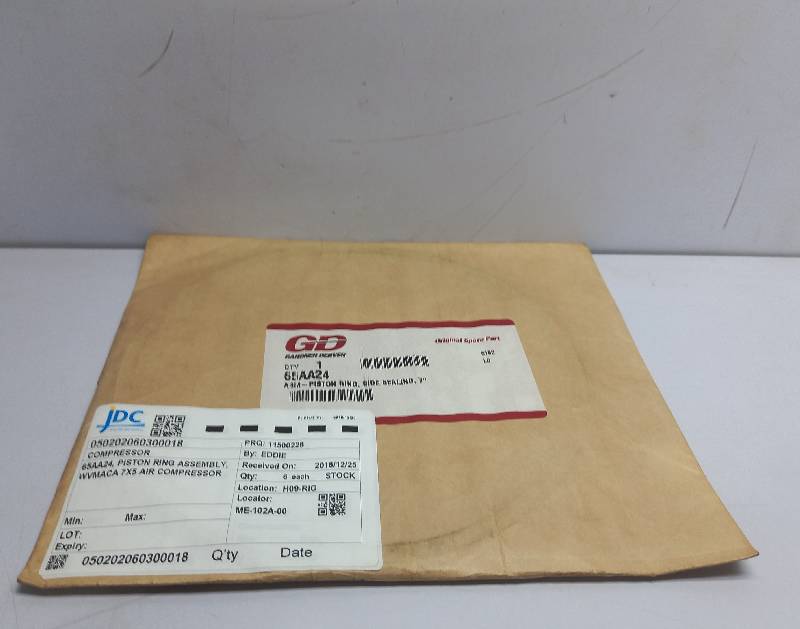 GD
GARDNER DENVER
Original Spare Part
QTY 1
65AA24
ASM-PISTON RING, SIDE SEALING, 7"
JDC
050202060300018
COMPRESSOR
65AA24, PISTON RING ASSEMBLY,
WVMACA 7X5 AIR COMPRESSOR
Min: Max:
LOT:
Expiry:
050202060300018 Q'ty Date
PRQ: 11500228
By: EDDIE
Received On: 2018/12/25
Qty: 6 each STOCK
Location: H09-RIG
Locator:
ME-102A-00